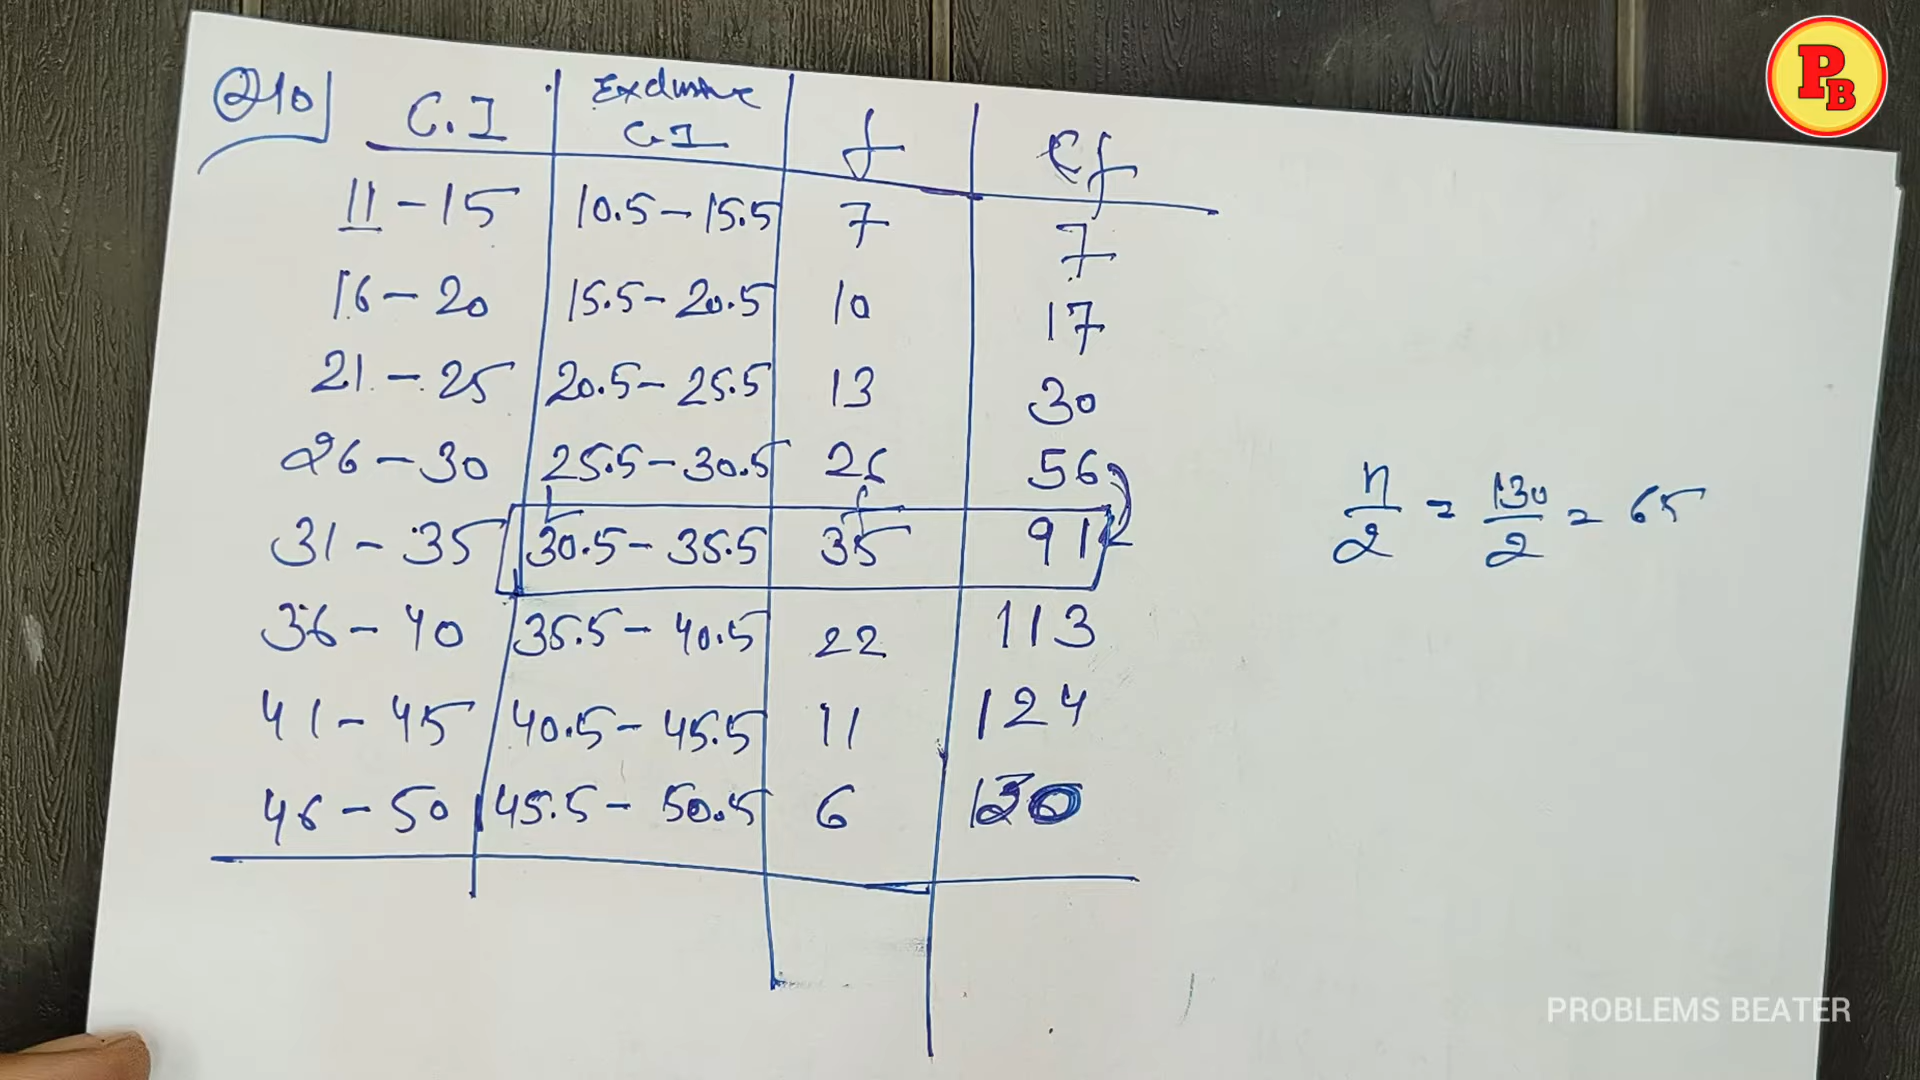 Q10
C.I Exclusive C.I f Cf
11-15 10.5-15.5 7 7
16-20 15.5-20.5 10 17
21-25 20.5-25.5 13 30
26-30 25.5-30.5 26 56
l f
31-35 30.5-35.5 35 91
36-40 35.5-40.5 22 113
41-45 40.5-45.5 11 124
46-50 45.5-50.5 6 130
n/2 = 130/2 = 65
PB
PROBLEMS BEATER